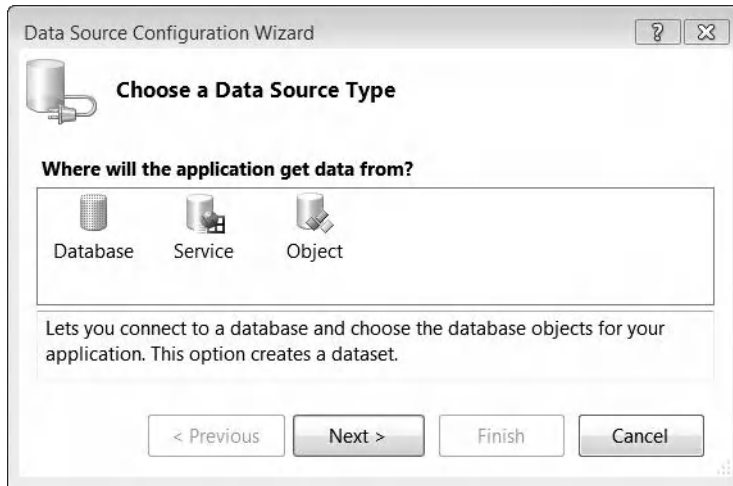 Data Source Configuration Wizard
?
Choose a Data Source Type
Where will the application get data from?
Database Service Object
Lets you connect to a database and choose the database objects for your
application. This option creates a dataset.
< Previous Next > Finish Cancel